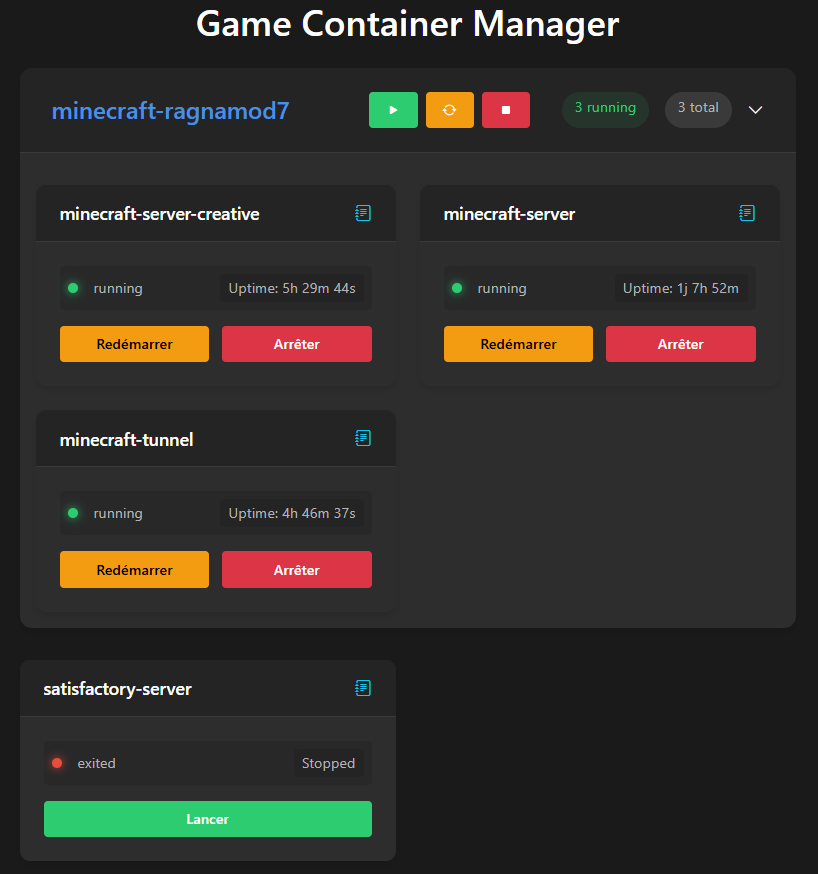 Game Container Manager
minecraft-ragnamod7
3 running
3 total
minecraft-server-creative
running
Uptime: 5h 29m 44s
Redémarrer
Arrêter
minecraft-server
running
Uptime: 1j 7h 52m
Redémarrer
Arrêter
minecraft-tunnel
running
Uptime: 4h 46m 37s
Redémarrer
Arrêter
satisfactory-server
exited
Stopped
Lancer